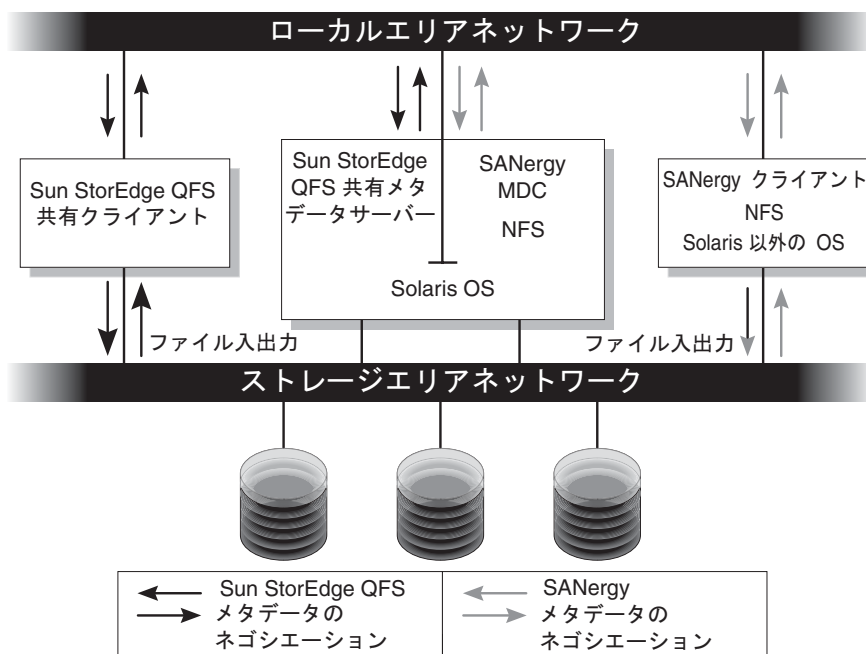 ローカルエリアネットワーク
Sun StorEdge QFS
共有クライアント
Sun StorEdge
QFS 共有メタ
データサーバー
SANergy
MDC
NFS
Solaris OS
SANergy クライアント
NFS
Solaris 以外の OS
ファイル入出力
ファイル入出力
ストレージエリアネットワーク
Sun StorEdge QFS
メタデータの
ネゴシエーション
SANergy
メタデータの
ネゴシエーション